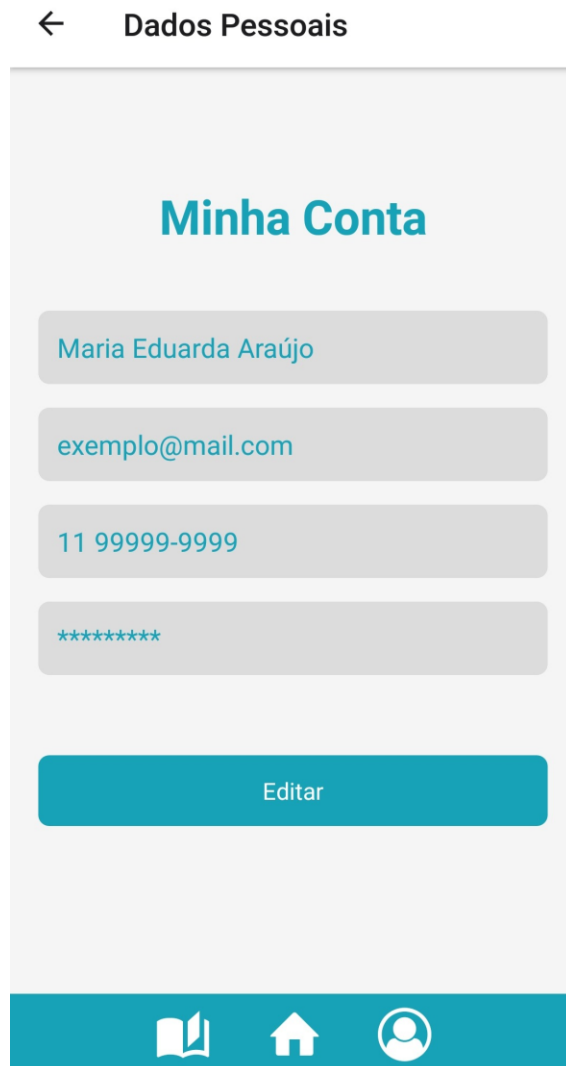 Dados Pessoais
Minha Conta
Maria Eduarda Araújo
exemplo@mail.com
11 99999-9999
*********
Editar